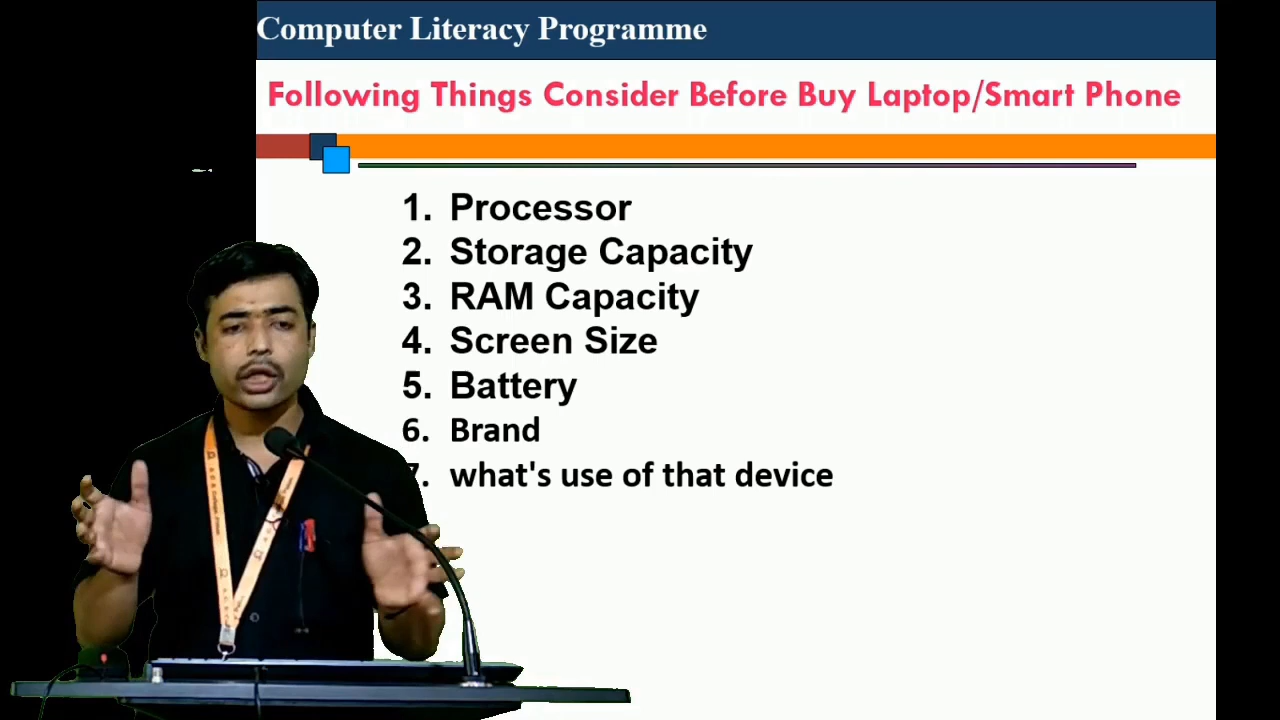 Computer Literacy Programme
Following Things Consider Before Buy Laptop/Smart Phone
1. Processor
2. Storage Capacity
3. RAM Capacity
4. Screen Size
5. Battery
6. Brand
7. what's use of that device